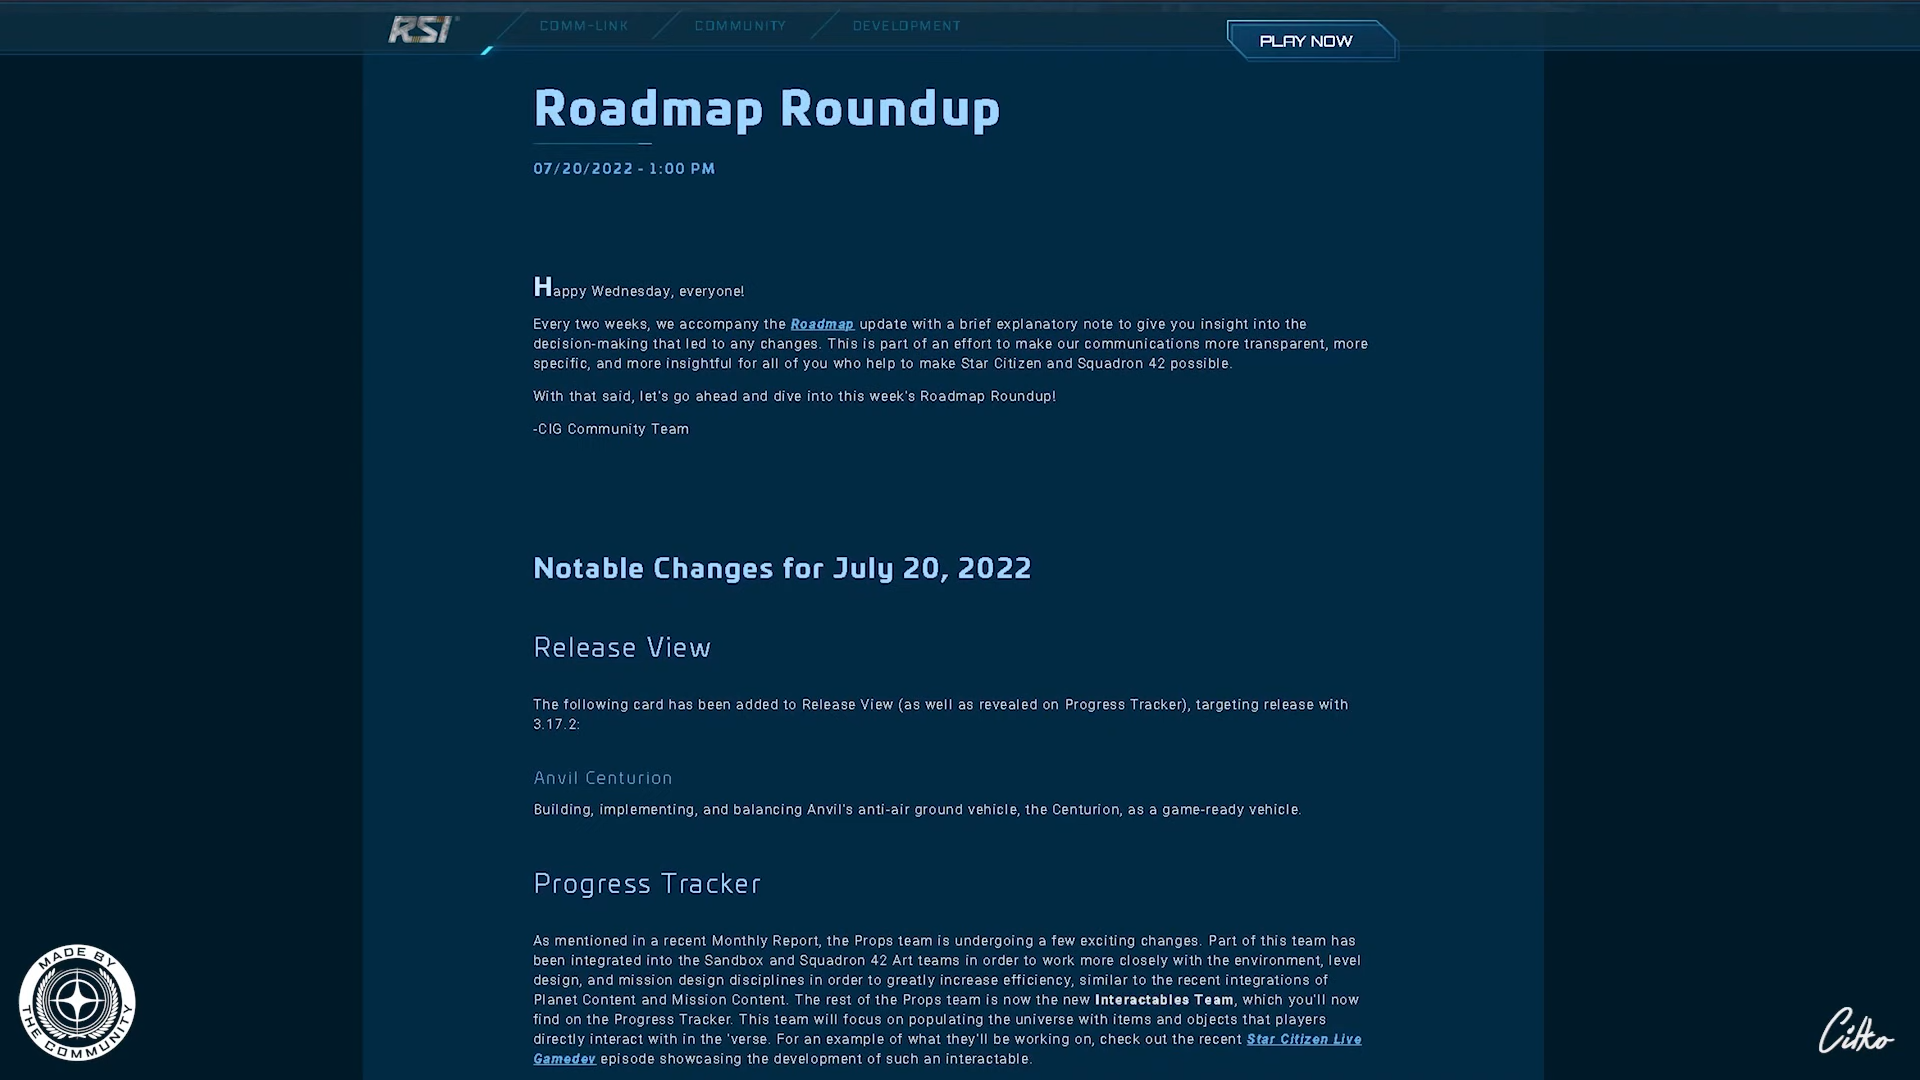 RSI
COMM-LINK
COMMUNITY
DEVELOPMENT
PLAY NOW
Roadmap Roundup
07/20/2022 - 1:00 PM
Happy Wednesday, everyone!
Every two weeks, we accompany the Roadmap update with a brief explanatory note to give you insight into the
decision-making that led to any changes. This is part of an effort to make our communications more transparent, more
specific, and more insightful for all of you who help to make Star Citizen and Squadron 42 possible.
With that said, let's go ahead and dive into this week's Roadmap Roundup!
-CIG Community Team
Notable Changes for July 20, 2022
Release View
The following card has been added to Release View (as well as revealed on Progress Tracker), targeting release with
3.17.2:
Anvil Centurion
Building, implementing, and balancing Anvil's anti-air ground vehicle, the Centurion, as a game-ready vehicle.
Progress Tracker
As mentioned in a recent Monthly Report, the Props team is undergoing a few exciting changes. Part of this team has
been integrated into the Sandbox and Squadron 42 Art teams in order to work more closely with the environment, level
design, and mission design disciplines in order to greatly increase efficiency, similar to the recent integrations of
Planet Content and Mission Content. The rest of the Props team is now the new Interactables Team, which you'll now
find on the Progress Tracker. This team will focus on populating the universe with items and objects that players
directly interact with in the 'verse. For an example of what they'll be working on, check out the recent Star Citizen Live
Gamedev episode showcasing the development of such an interactable.
MADE BY
THE COMMUNITY